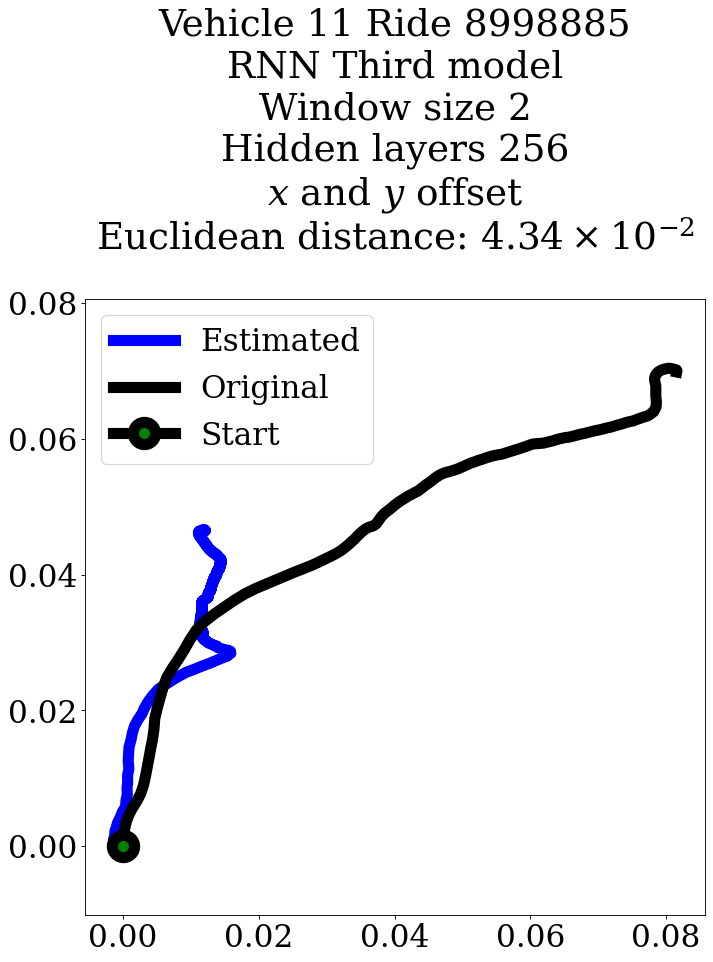 Vehicle 11 Ride 8998885
RNN Third model
Window size 2
Hidden layers 256
x and y offset
Euclidean distance: 4.34 × 10⁻²
Estimated
Original
Start
0.08
0.06
0.04
0.02
0.00
0.00 0.02 0.04 0.06 0.08